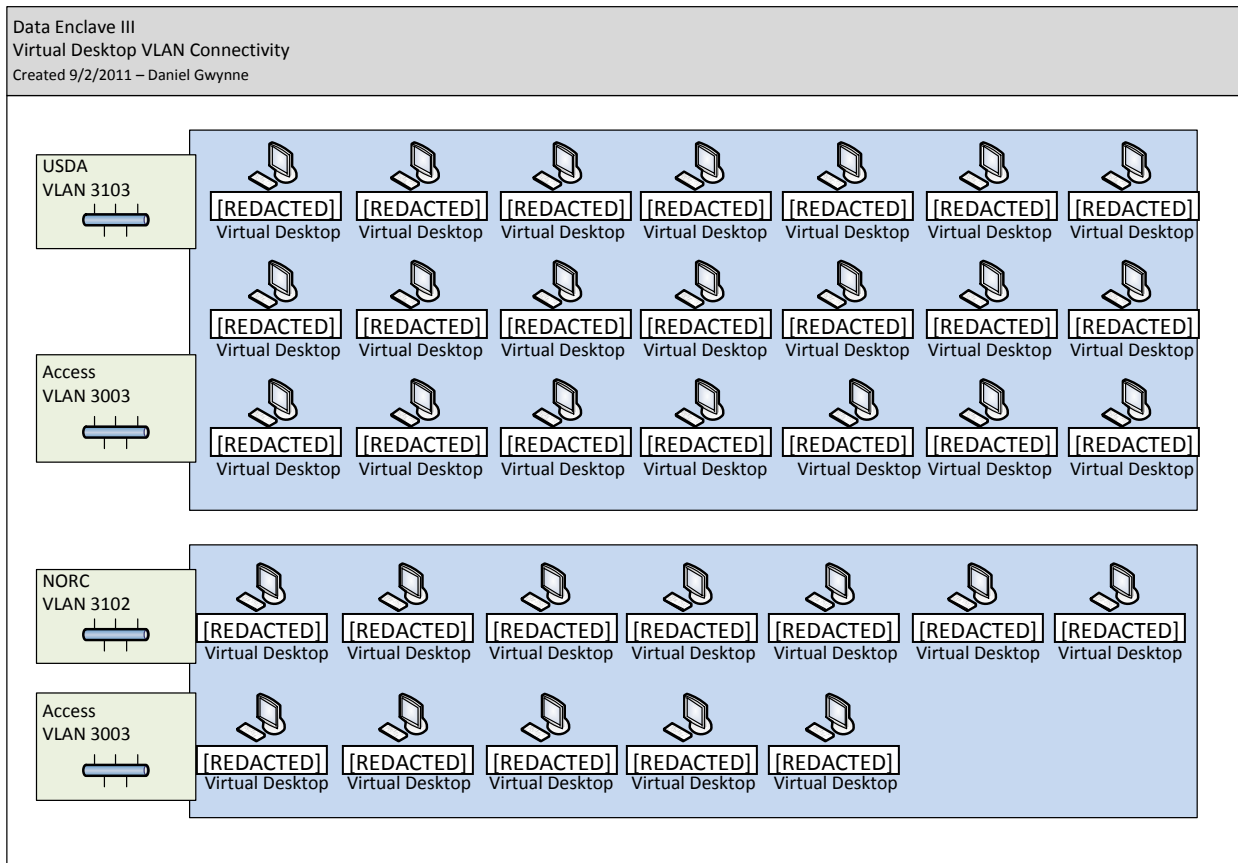 Data Enclave III
Virtual Desktop VLAN Connectivity
Created 9/2/2011 – Daniel Gwynne
USDA
VLAN 3103
[REDACTED] [REDACTED] [REDACTED] [REDACTED] [REDACTED] [REDACTED] [REDACTED]
Virtual Desktop Virtual Desktop Virtual Desktop Virtual Desktop Virtual Desktop Virtual Desktop Virtual Desktop
[REDACTED] [REDACTED] [REDACTED] [REDACTED] [REDACTED] [REDACTED] [REDACTED]
Virtual Desktop Virtual Desktop Virtual Desktop Virtual Desktop Virtual Desktop Virtual Desktop Virtual Desktop
Access
VLAN 3003
[REDACTED] [REDACTED] [REDACTED] [REDACTED] [REDACTED] [REDACTED] [REDACTED]
Virtual Desktop Virtual Desktop Virtual Desktop Virtual Desktop Virtual Desktop Virtual Desktop Virtual Desktop
NORC
VLAN 3102
[REDACTED] [REDACTED] [REDACTED] [REDACTED] [REDACTED] [REDACTED] [REDACTED]
Virtual Desktop Virtual Desktop Virtual Desktop Virtual Desktop Virtual Desktop Virtual Desktop Virtual Desktop
Access
VLAN 3003
[REDACTED] [REDACTED] [REDACTED] [REDACTED] [REDACTED]
Virtual Desktop Virtual Desktop Virtual Desktop Virtual Desktop Virtual Desktop